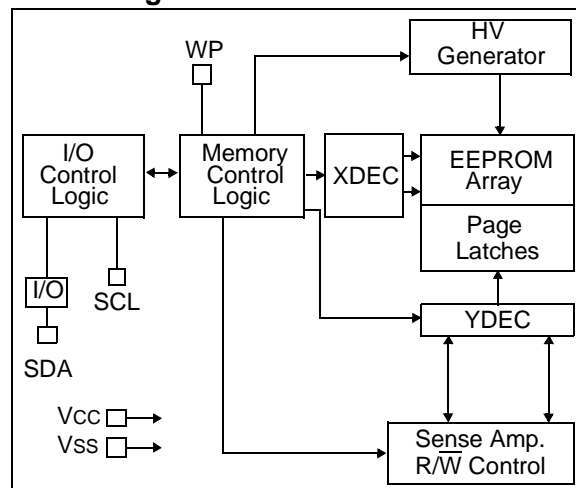 HV
Generator
WP
I/O
Control
Logic
Memory
Control
Logic
XDEC
EEPROM
Array
Page
Latches
I/O
SCL
SDA
YDEC
VCC
VSS
Sense Amp.
R/W̅ Control